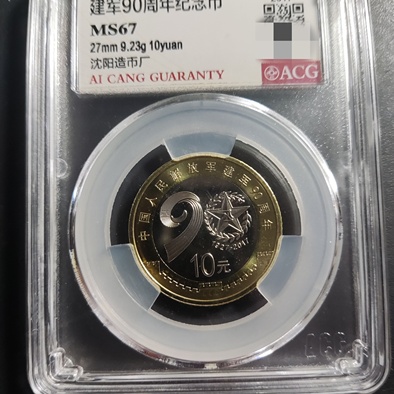 建军90周年纪念币
MS67
27mm 9.23g 10yuan
沈阳造币厂
AI CANG GUARANTY
ACG
中国人民解放军建军90周年
90
1927-2017
10元